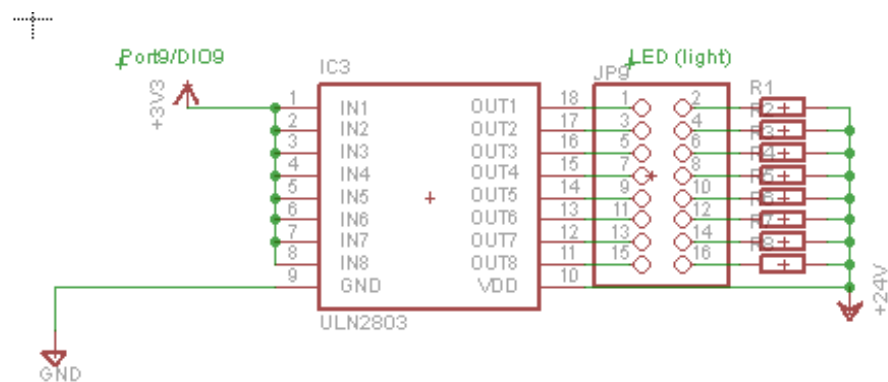 Port9/DIO9
+3V3
IC3
LED (light)
JP9
R1
R2
R3
R4
R5
R6
R7
R8
1 IN1 OUT1 18 1 2
2 IN2 OUT2 17 3 4
3 IN3 OUT3 16 5 6
4 IN4 OUT4 15 7 8
5 IN5 OUT5 14 9 10
6 IN6 OUT6 13 11 12
7 IN7 OUT7 12 13 14
8 IN8 OUT8 11 15 16
9 GND VDD 10
+24V
ULN2803
GND